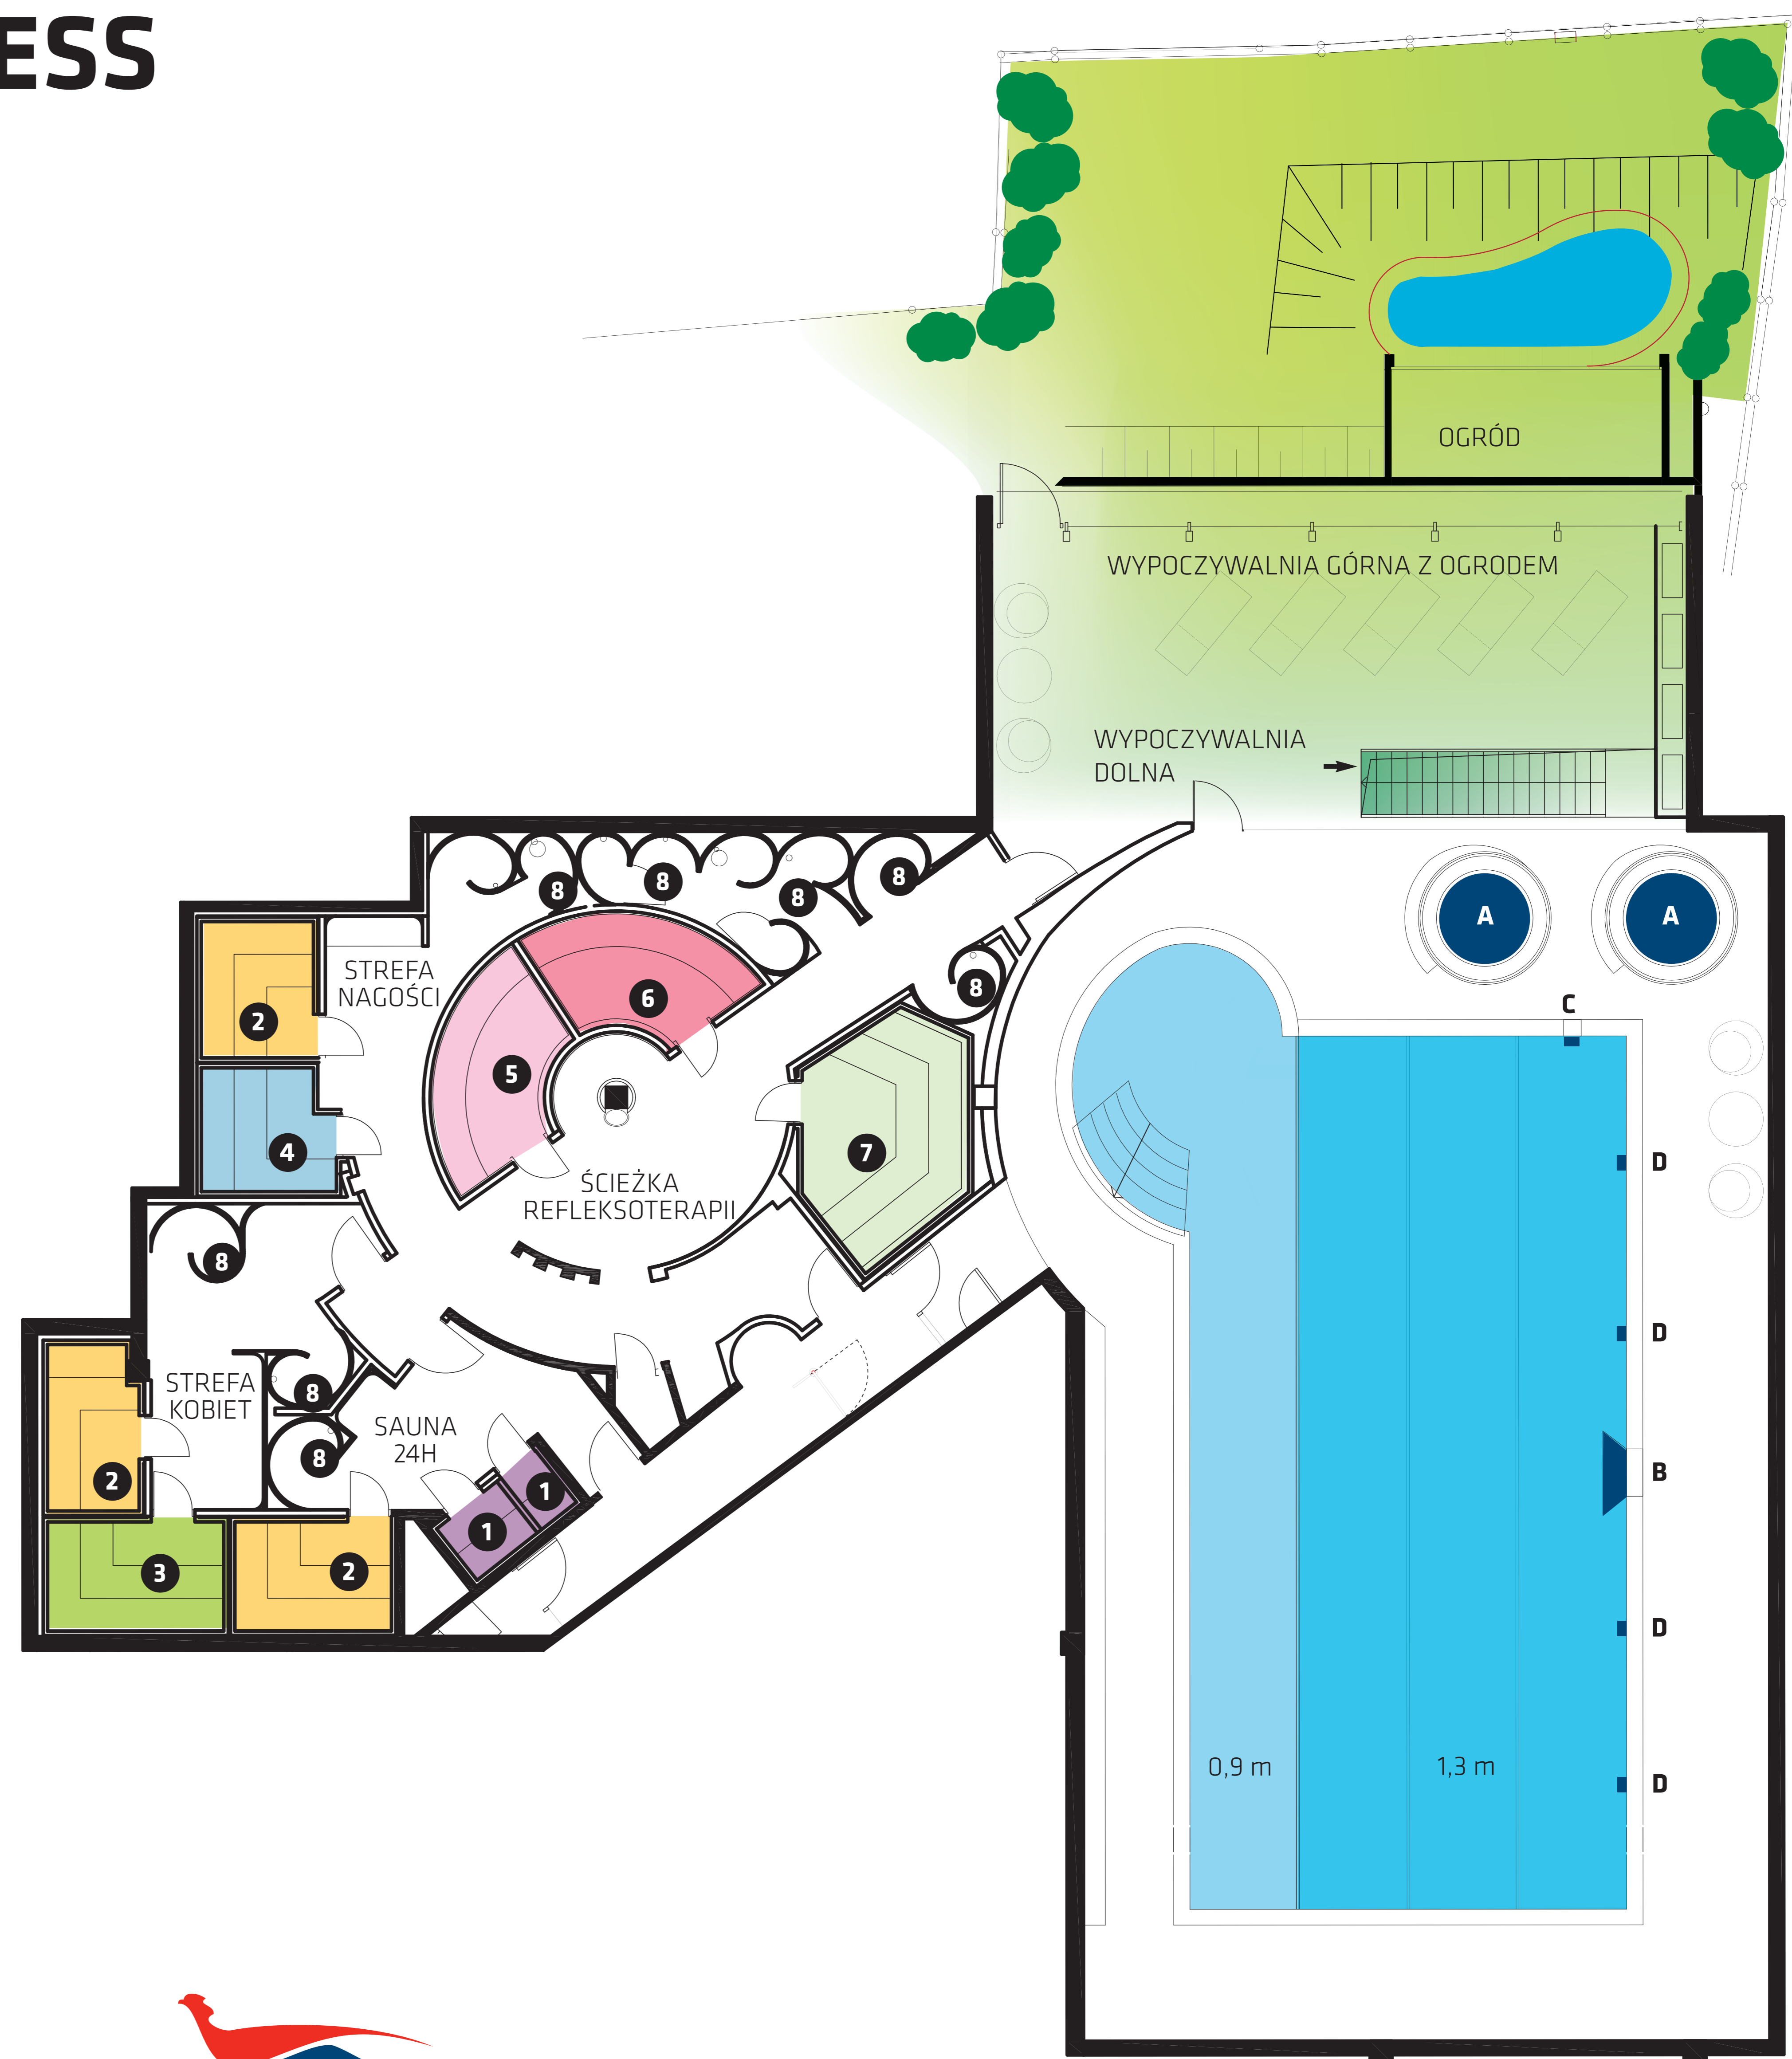 ESS
OGRÓD
WYPOCZYWALNIA GÓRNA Z OGRODEM
WYPOCZYWALNIA
DOLNA
8
8
8
8
A
A
STREFA
NAGOŚCI
2
6
8
C
5
4
7
D
ŚCIEŻKA
REFLEKSOTERAPII
8
D
STREFA
KOBIET
8
SAUNA
24H
8
2
1
B
1
3
2
D
0,9 m
1,3 m
D